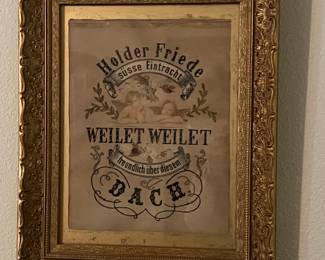 Holder Friede
süsse Eintracht
WEILET WEILET
freundlich über diesem
DACH